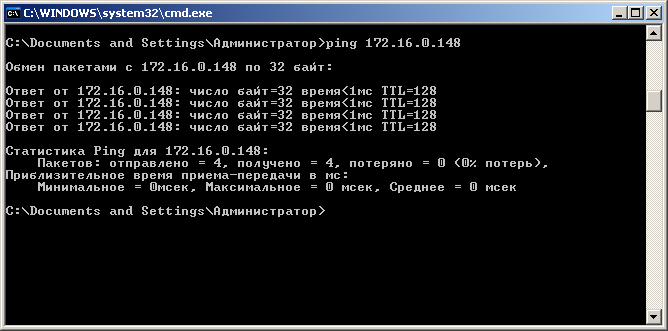 C:\WINDOWS\system32\cmd.exe
C:\Documents and Settings\Администратор>ping 172.16.0.148
Обмен пакетами с 172.16.0.148 по 32 байт:
Ответ от 172.16.0.148: число байт=32 время<1мс TTL=128
Ответ от 172.16.0.148: число байт=32 время<1мс TTL=128
Ответ от 172.16.0.148: число байт=32 время<1мс TTL=128
Ответ от 172.16.0.148: число байт=32 время<1мс TTL=128
Статистика Ping для 172.16.0.148:
Пакетов: отправлено = 4, получено = 4, потеряно = 0 (0% потерь),
Приблизительное время приема-передачи в мс:
Минимальное = 0мсек, Максимальное = 0 мсек, Среднее = 0 мсек
C:\Documents and Settings\Администратор>